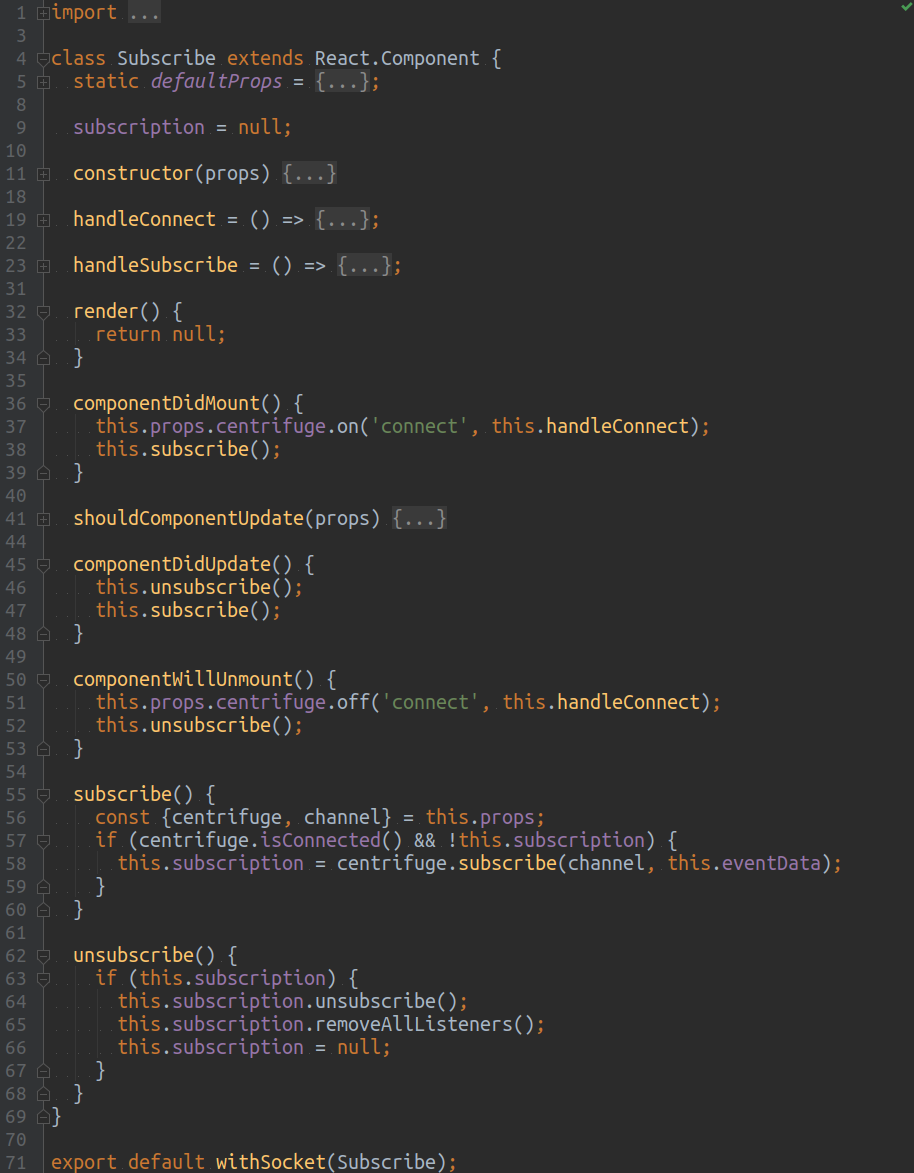 1 import ...
3
4 class Subscribe extends React.Component {
5   static defaultProps = {...};
8
9   subscription = null;
10
11   constructor(props) {...}
18
19   handleConnect = () => {...};
22
23   handleSubscribe = () => {...};
31
32   render() {
33     return null;
34   }
35
36   componentDidMount() {
37     this.props.centrifuge.on('connect', this.handleConnect);
38     this.subscribe();
39   }
40
41   shouldComponentUpdate(props) {...}
44
45   componentDidUpdate() {
46     this.unsubscribe();
47     this.subscribe();
48   }
49
50   componentWillUnmount() {
51     this.props.centrifuge.off('connect', this.handleConnect);
52     this.unsubscribe();
53   }
54
55   subscribe() {
56     const {centrifuge, channel} = this.props;
57     if (centrifuge.isConnected() && !this.subscription) {
58       this.subscription = centrifuge.subscribe(channel, this.eventData);
59     }
60   }
61
62   unsubscribe() {
63     if (this.subscription) {
64       this.subscription.unsubscribe();
65       this.subscription.removeAllListeners();
66       this.subscription = null;
67     }
68   }
69 }
70
71 export default withSocket(Subscribe);